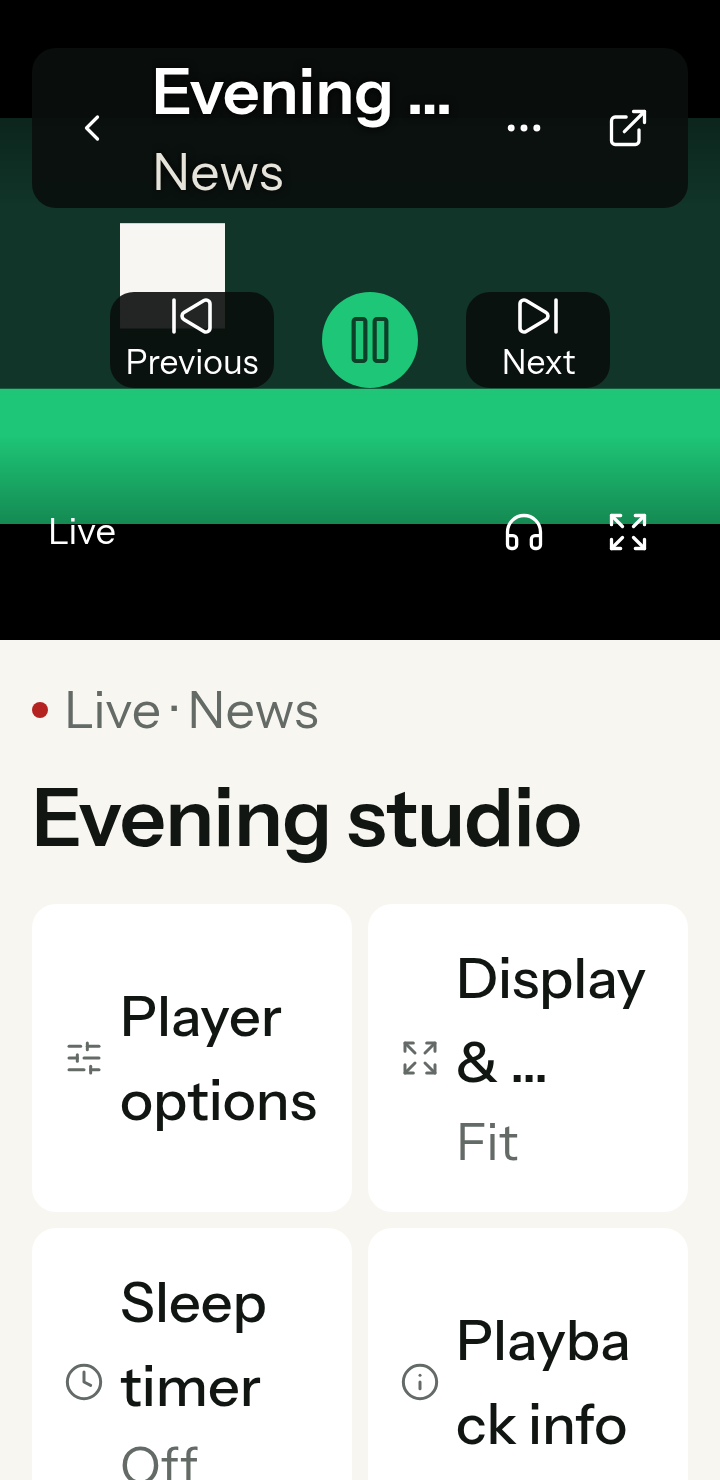 Evening ...
News
Previous
Next
Live
Live · News
Evening studio
Player
options
Display
& ...
Fit
Sleep
timer
Off
Playba
ck info